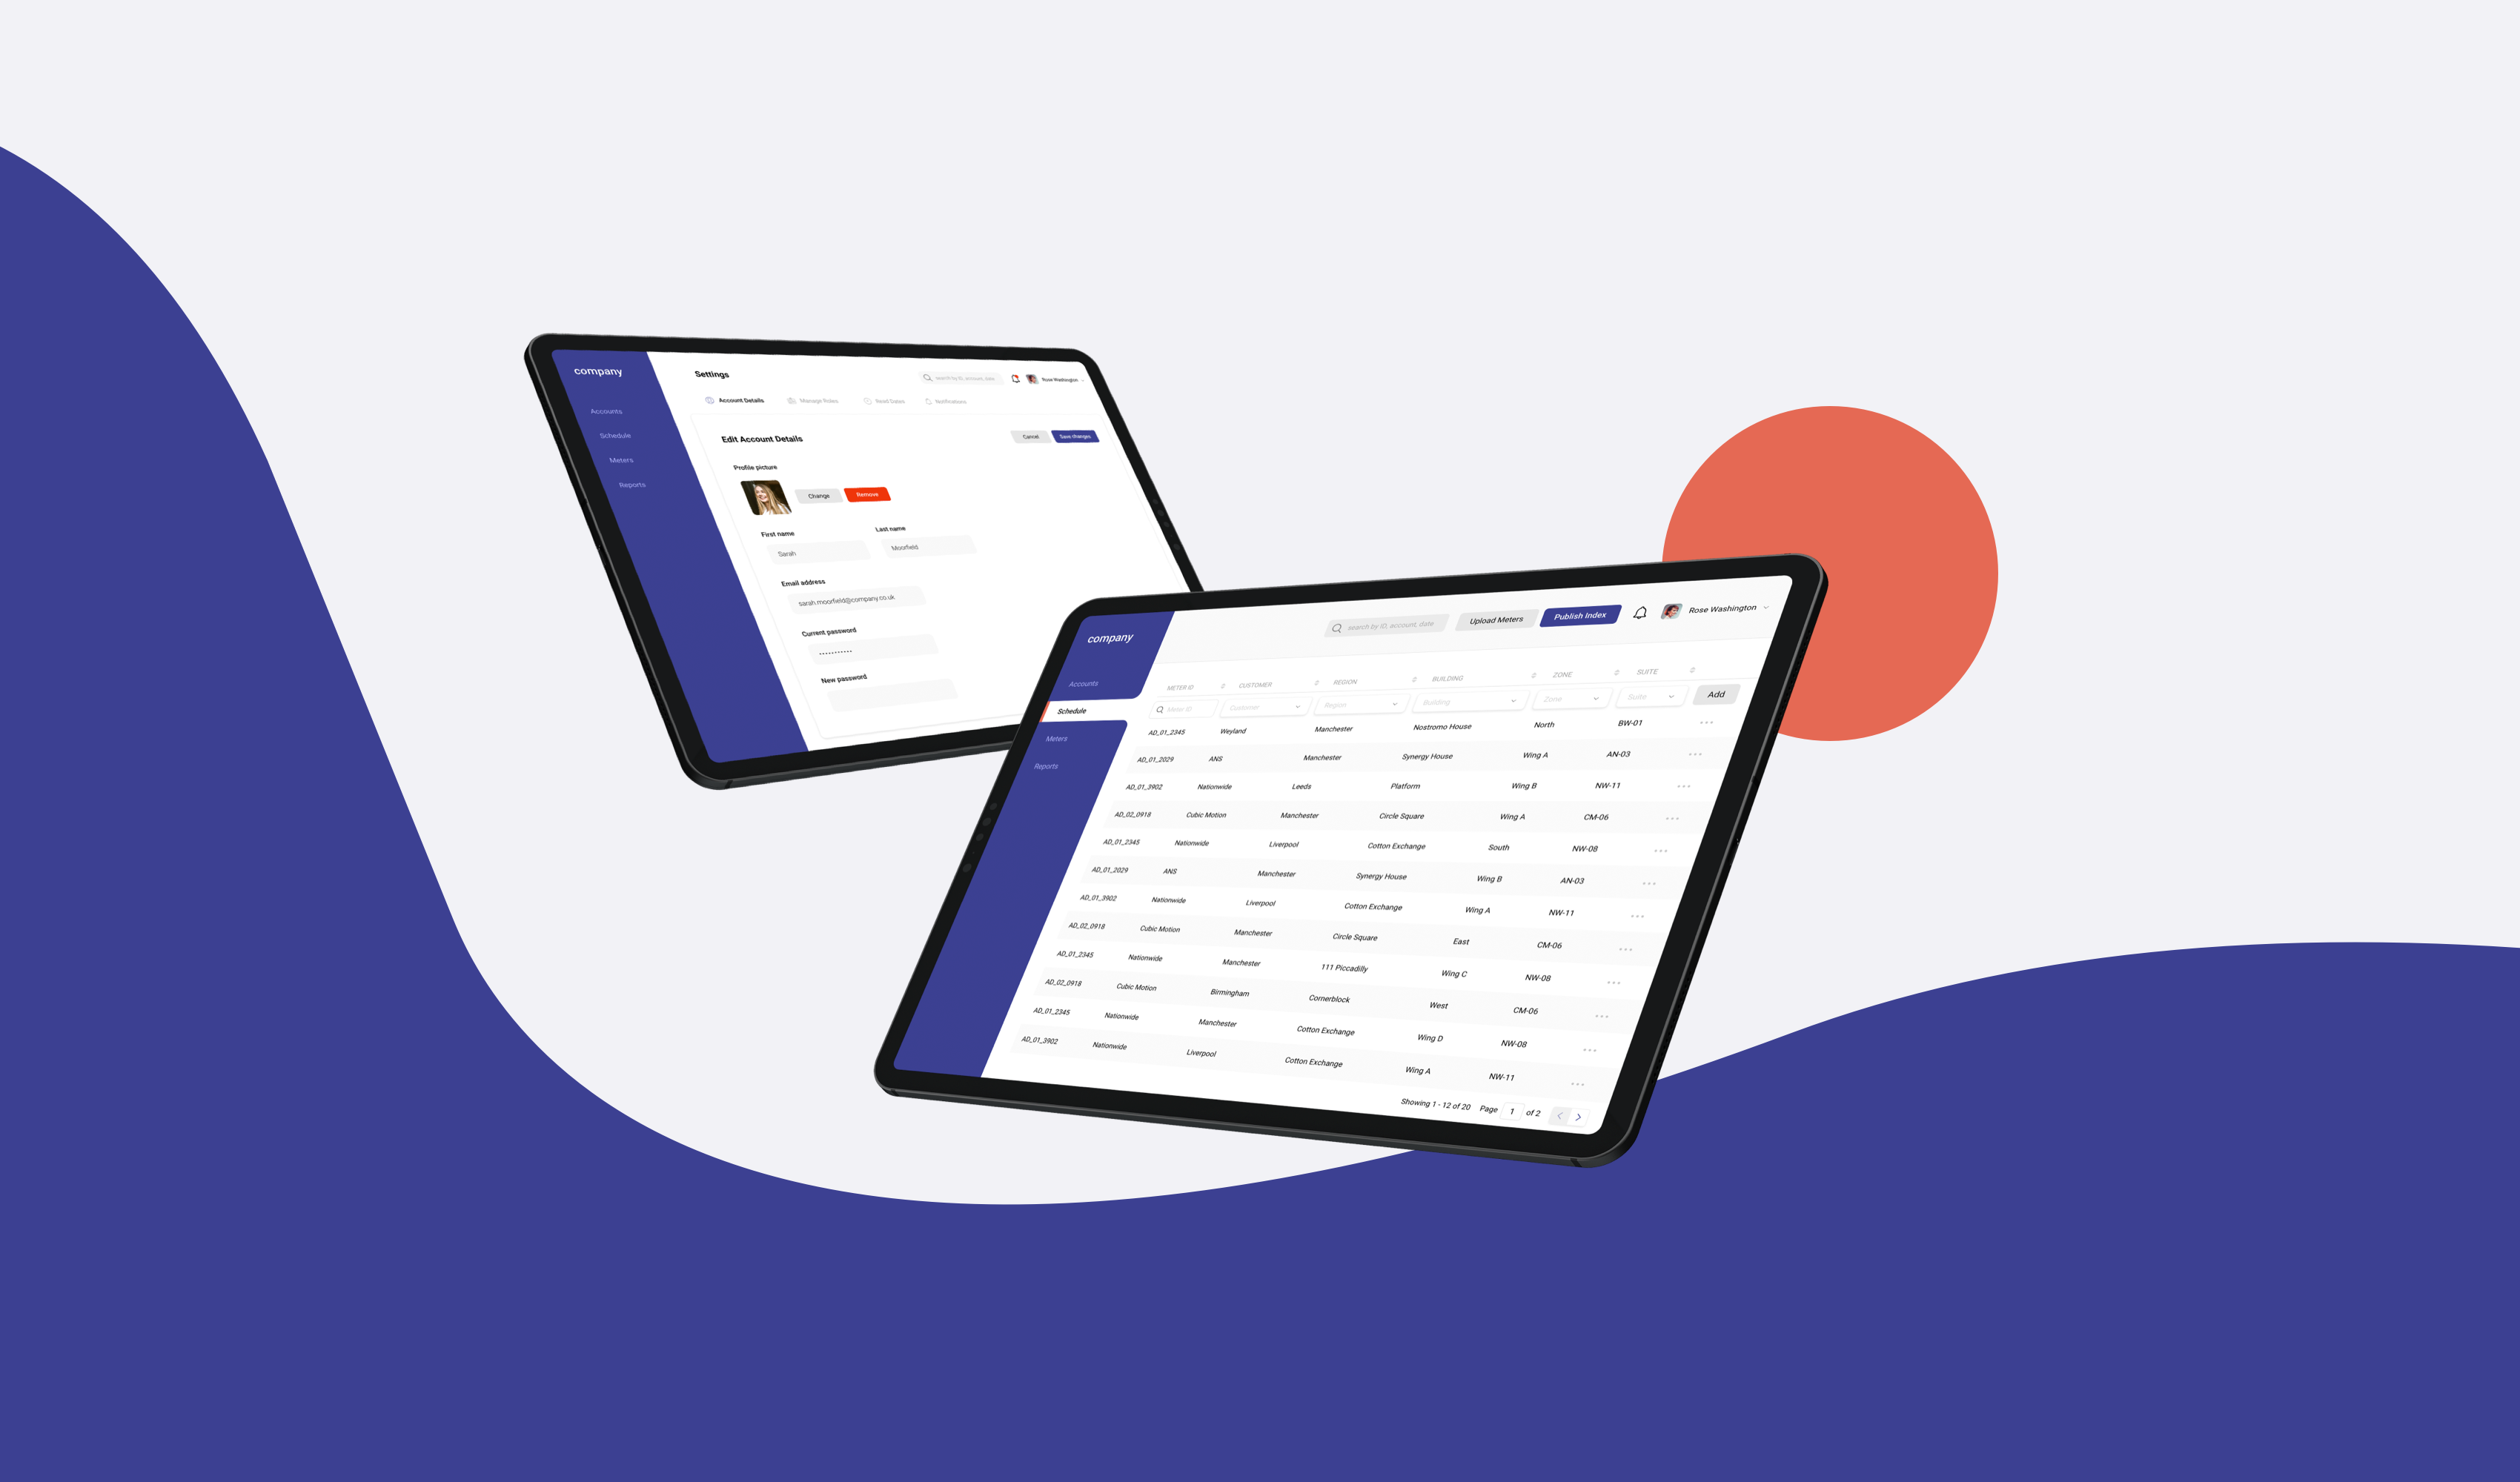 company
Accounts
Schedule
Meters
Reports
Settings
search by ID, account, date
Rose Washington
Account Details
Manage Roles
Read Dates
Notifications
Edit Account Details
Cancel
Save changes
Profile picture
Change
Remove
First name
Last name
Sarah
Moorfield
Email address
sarah.moorfield@company.co.uk
Current password
New password
company
Accounts
Schedule
Meters
Reports
search by ID, account, date
Upload Meters
Publish Index
Rose Washington
METER ID CUSTOMER REGION BUILDING ZONE SUITE
Meter ID Customer Region Building Zone Suite Add
AD_01_2345 Weyland Manchester Nostromo House North BW-01
AD_01_2029 ANS Manchester Synergy House Wing A AN-03
AD_01_3902 Nationwide Leeds Platform Wing B NW-11
AD_02_0918 Cubic Motion Manchester Circle Square Wing A CM-06
AD_01_2345 Nationwide Liverpool Cotton Exchange South NW-08
AD_01_2029 ANS Manchester Synergy House Wing B AN-03
AD_01_3902 Nationwide Liverpool Cotton Exchange Wing A NW-11
AD_02_0918 Cubic Motion Manchester Circle Square East CM-06
AD_01_2345 Nationwide Manchester 111 Piccadilly Wing C NW-08
AD_02_0918 Cubic Motion Birmingham Cornerblock West CM-06
AD_01_2345 Nationwide Manchester Cotton Exchange Wing D NW-08
AD_01_3902 Nationwide Liverpool Cotton Exchange Wing A NW-11
Showing 1 - 12 of 20 Page 1 of 2